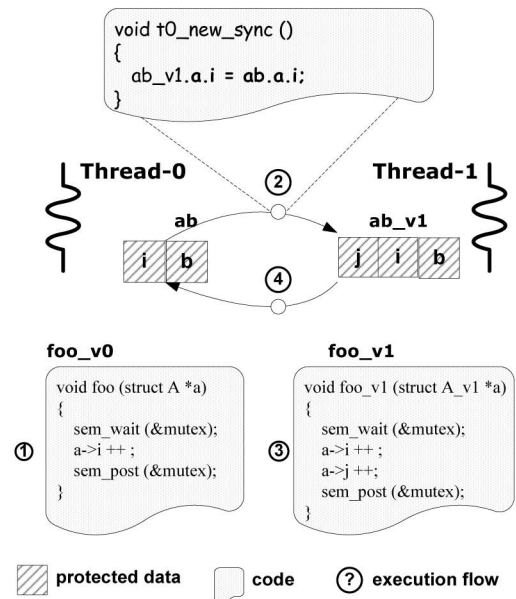 void t0_new_sync ()
{
ab_v1.a.i = ab.a.i;
}
Thread-0
Thread-1
2
ab
ab_v1
i b
j i b
4
foo_v0
foo_v1
void foo (struct A *a)
{
sem_wait (&mutex);
a->i ++ ;
sem_post (&mutex);
}
1
void foo_v1 (struct A_v1 *a)
{
sem_wait (&mutex);
a->i ++ ;
a->j ++;
sem_post (&mutex);
}
3
protected data
code
? execution flow